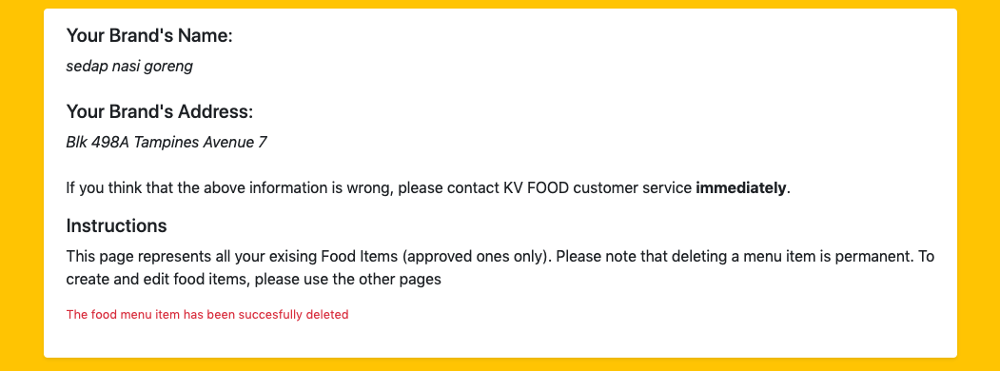 Your Brand's Name:
sedap nasi goreng
Your Brand's Address:
Blk 498A Tampines Avenue 7
If you think that the above information is wrong, please contact KV FOOD customer service immediately.
Instructions
This page represents all your exising Food Items (approved ones only). Please note that deleting a menu item is permanent. To
create and edit food items, please use the other pages
The food menu item has been succesfully deleted